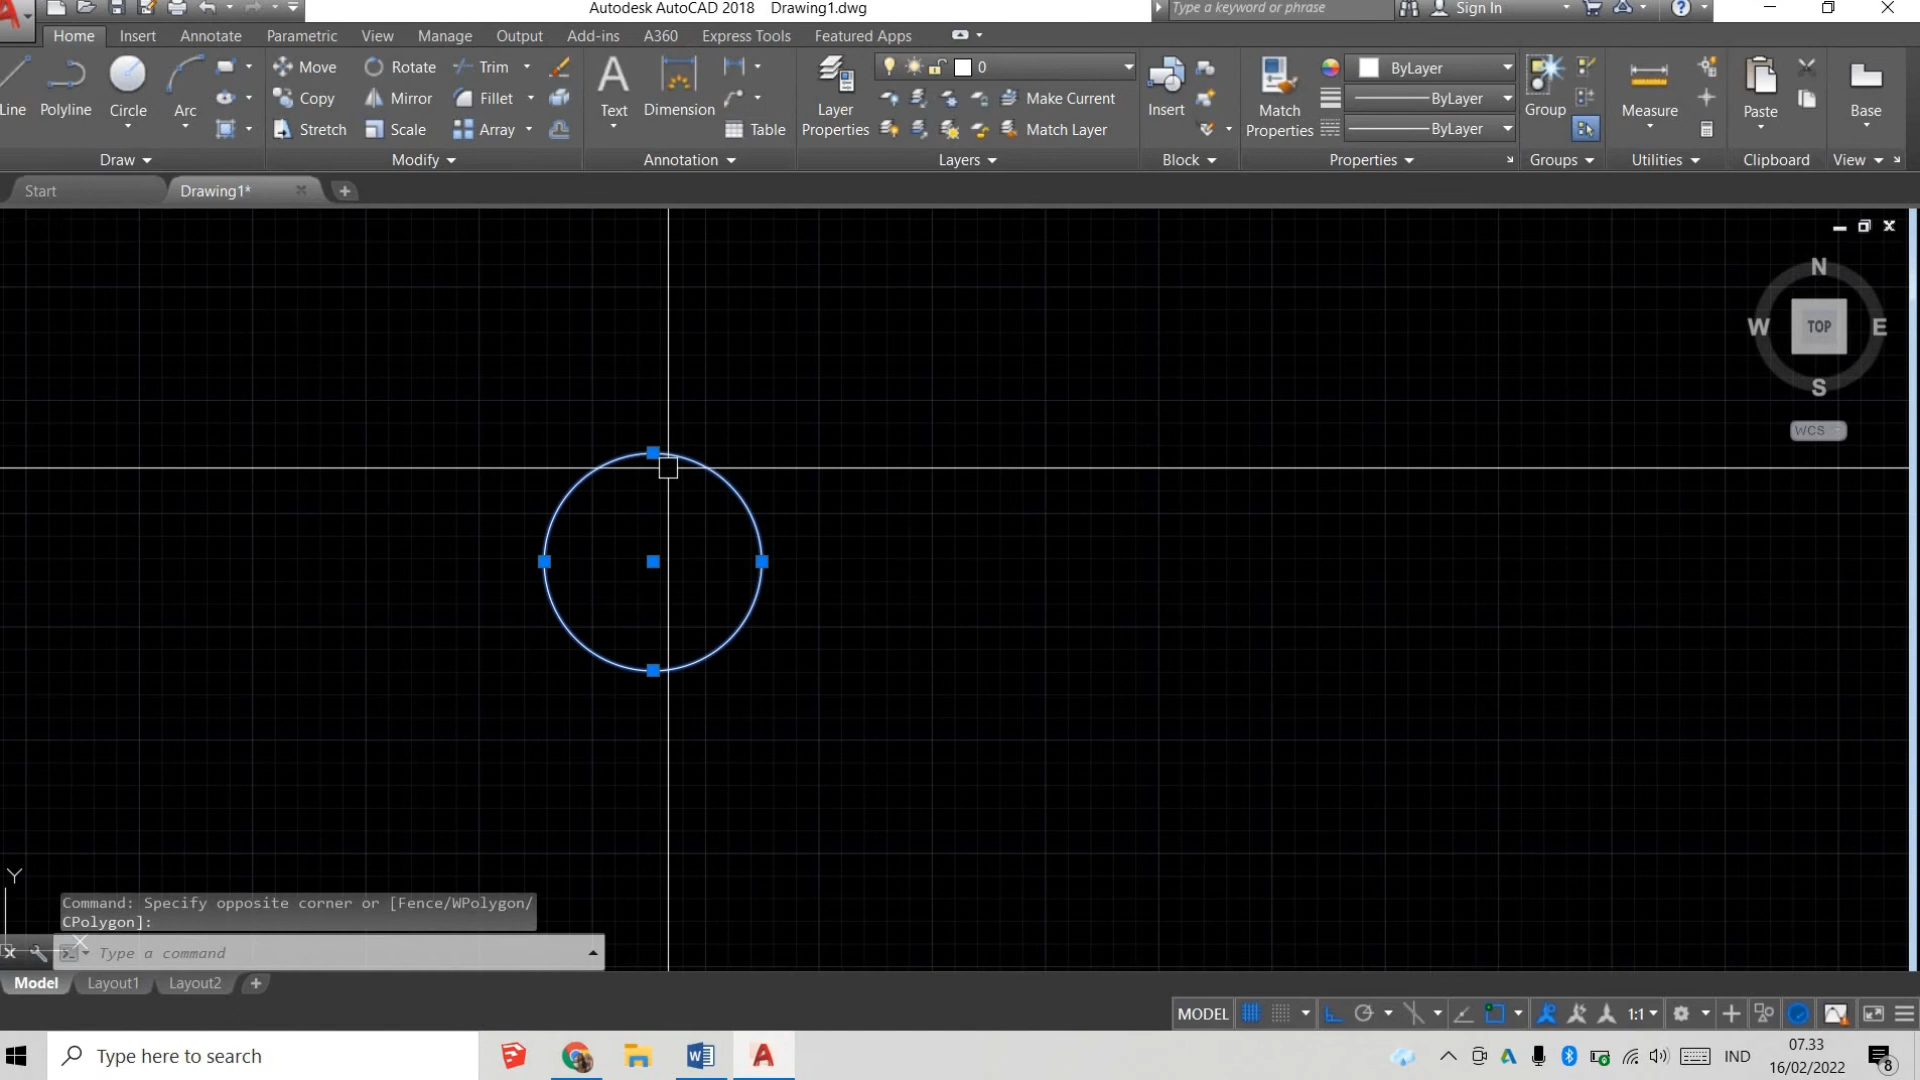 Autodesk AutoCAD 2018 Drawing1.dwg
Type a keyword or phrase
Sign In
Home Insert Annotate Parametric View Manage Output Add-ins A360 Express Tools Featured Apps
Line Polyline Circle Arc
Move Rotate Trim
Copy Mirror Fillet
Stretch Scale Array
Text Dimension Table
Layer Properties
0
Make Current
Match Layer
Insert
Match Properties
ByLayer
ByLayer
ByLayer
Group Measure Paste Base
Draw Modify Annotation Layers Block Properties Groups Utilities Clipboard View
Start Drawing1*
N
W TOP E
S
WCS
Y
X
Command: Specify opposite corner or [Fence/WPolygon/
CPolygon]:
Type a command
Model Layout1 Layout2
MODEL 1:1
Type here to search
IND
07.33
16/02/2022
8